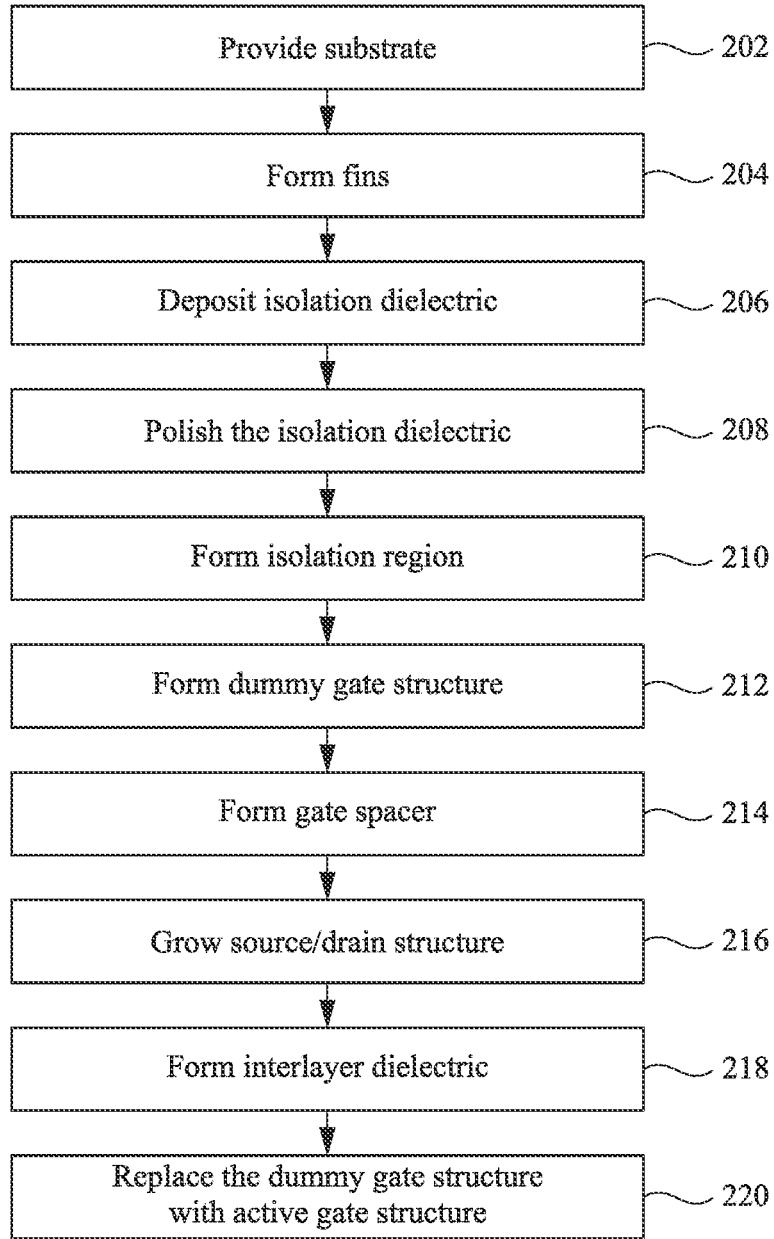 Provide substrate 202
Form fins 204
Deposit isolation dielectric 206
Polish the isolation dielectric 208
Form isolation region 210
Form dummy gate structure 212
Form gate spacer 214
Grow source/drain structure 216
Form interlayer dielectric 218
Replace the dummy gate structure
with active gate structure 220